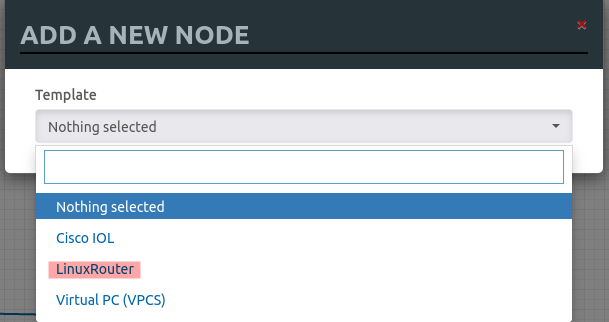 ADD A NEW NODE
Template
Nothing selected
Nothing selected
Cisco IOL
LinuxRouter
Virtual PC (VPCS)